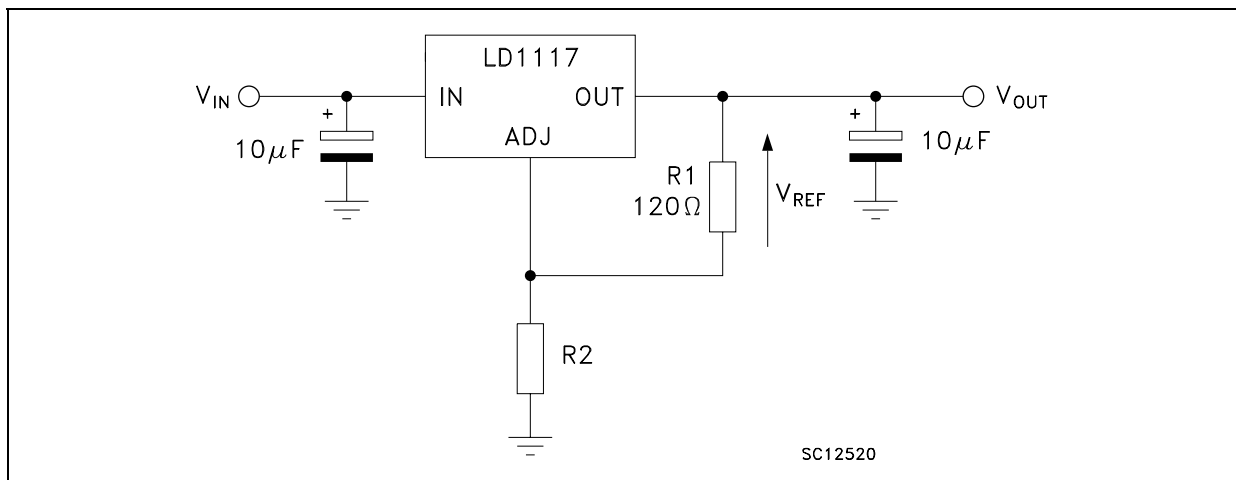 LD1117
V_IN
IN
OUT
V_OUT
+
10µF
ADJ
+
10µF
R1
120Ω
V_REF
R2
SC12520